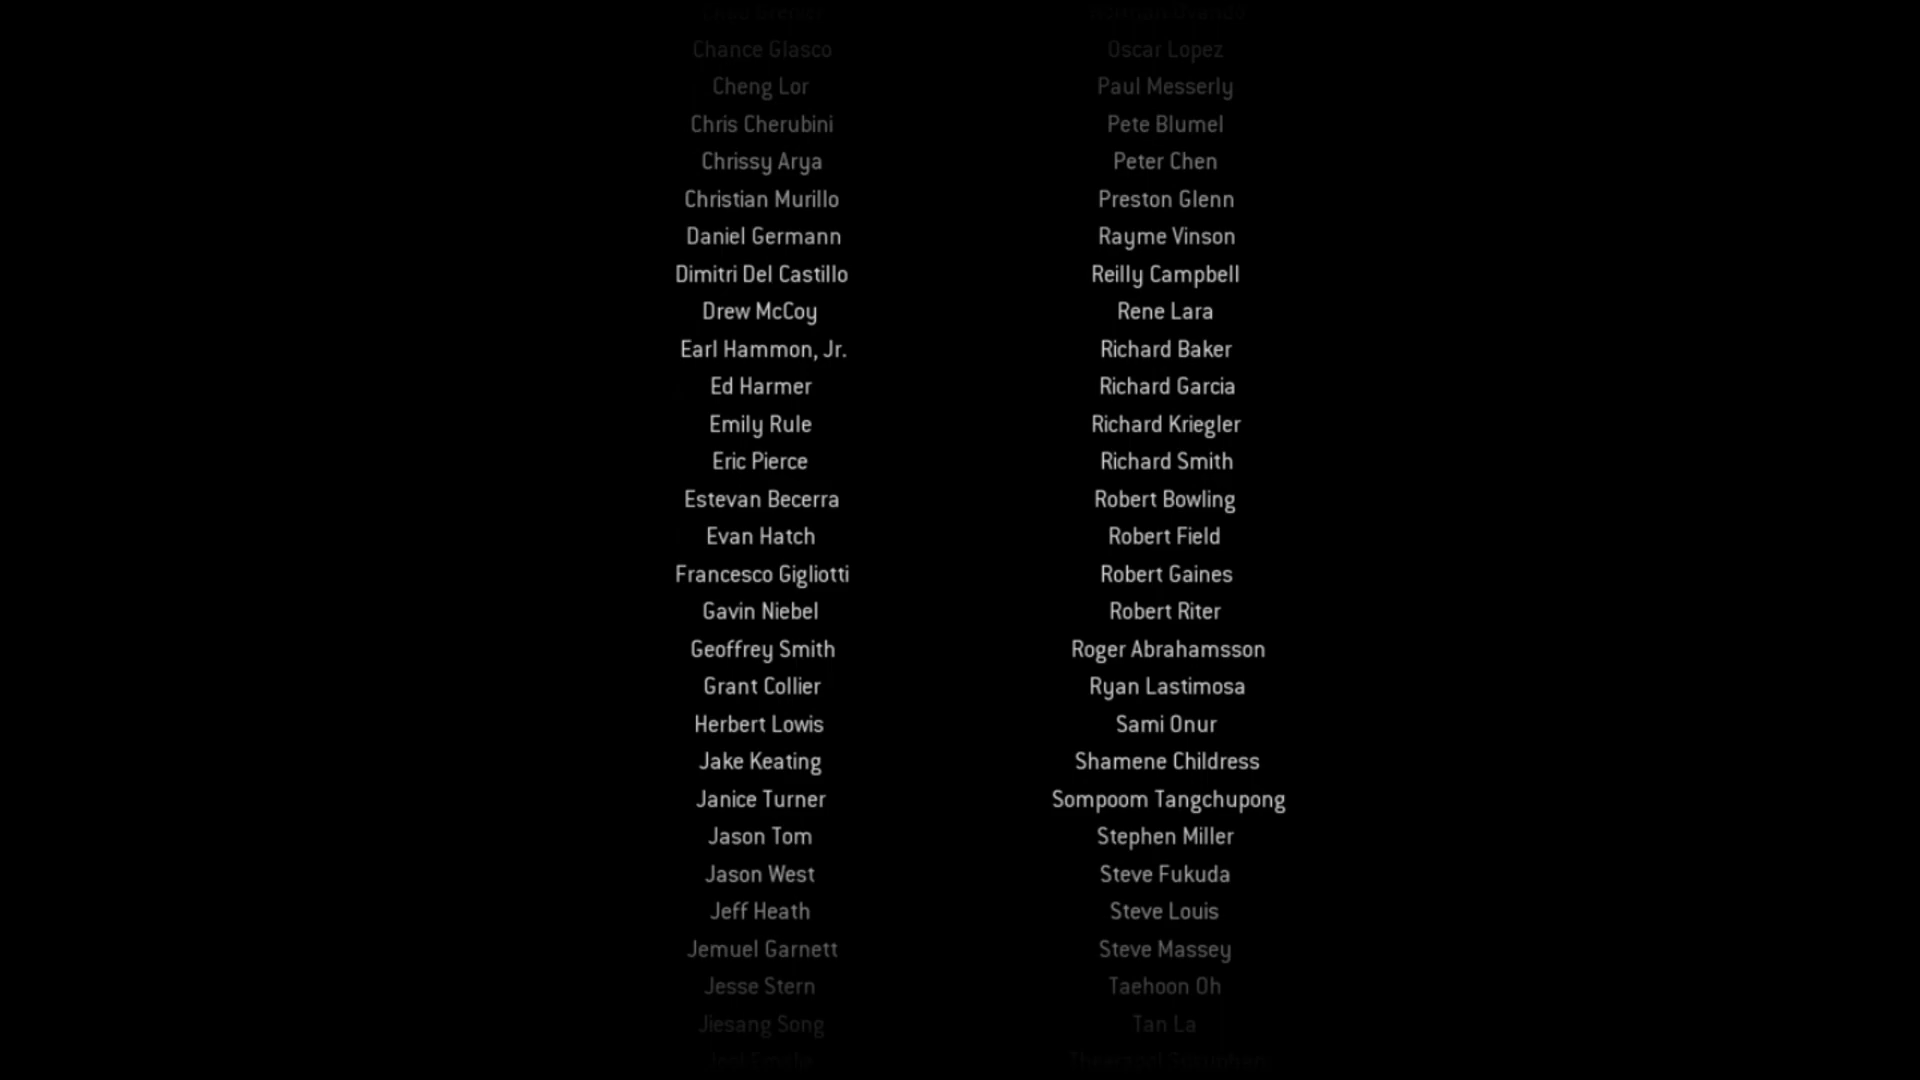 Chance Glasco
Cheng Lor
Chris Cherubini
Chrissy Arya
Christian Murillo
Daniel Germann
Dimitri Del Castillo
Drew McCoy
Earl Hammon, Jr.
Ed Harmer
Emily Rule
Eric Pierce
Estevan Becerra
Evan Hatch
Francesco Gigliotti
Gavin Niebel
Geoffrey Smith
Grant Collier
Herbert Lowis
Jake Keating
Janice Turner
Jason Tom
Jason West
Jeff Heath
Jemuel Garnett
Jesse Stern
Jiesang Song
Oscar Lopez
Paul Messerly
Pete Blumel
Peter Chen
Preston Glenn
Rayme Vinson
Reilly Campbell
Rene Lara
Richard Baker
Richard Garcia
Richard Kriegler
Richard Smith
Robert Bowling
Robert Field
Robert Gaines
Robert Riter
Roger Abrahamsson
Ryan Lastimosa
Sami Onur
Shamene Childress
Sompoom Tangchupong
Stephen Miller
Steve Fukuda
Steve Louis
Steve Massey
Taehoon Oh
Tan La